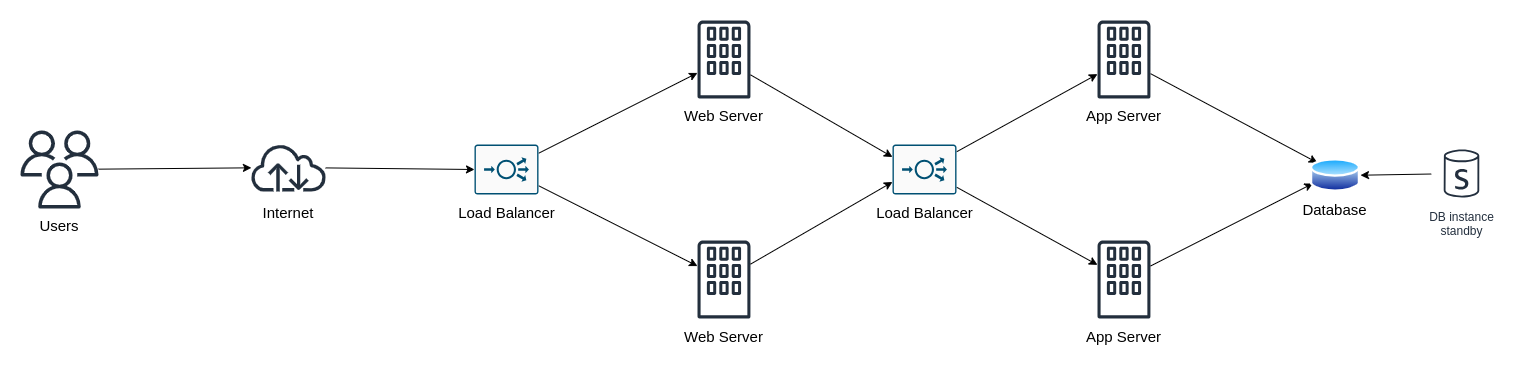 Users
Internet
Load Balancer
Web Server
Web Server
Load Balancer
App Server
App Server
Database
S
DB instance
standby